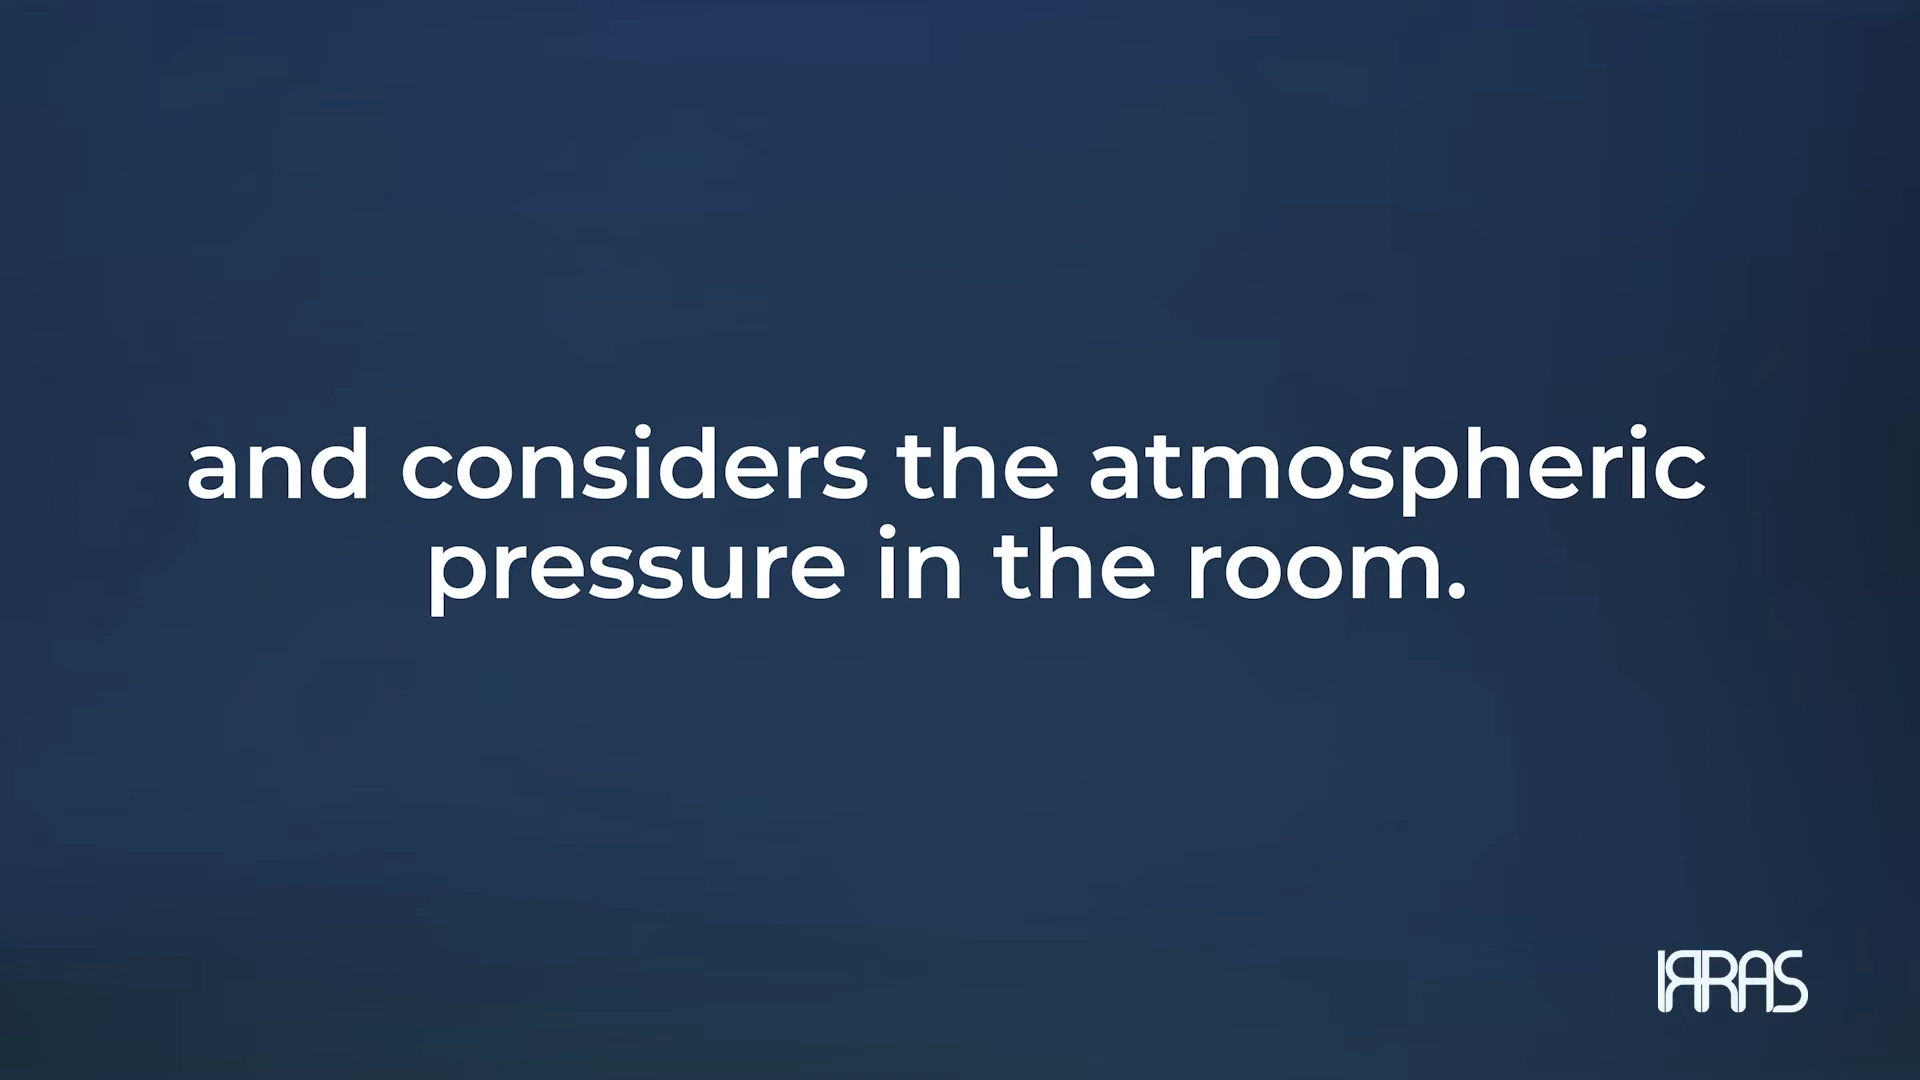 and considers the atmospheric
pressure in the room.
IRRAS